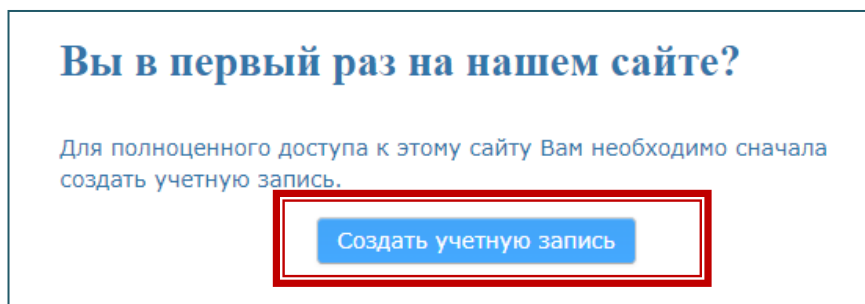 Вы в первый раз на нашем сайте?
Для полноценного доступа к этому сайту Вам необходимо сначала
создать учетную запись.
Создать учетную запись